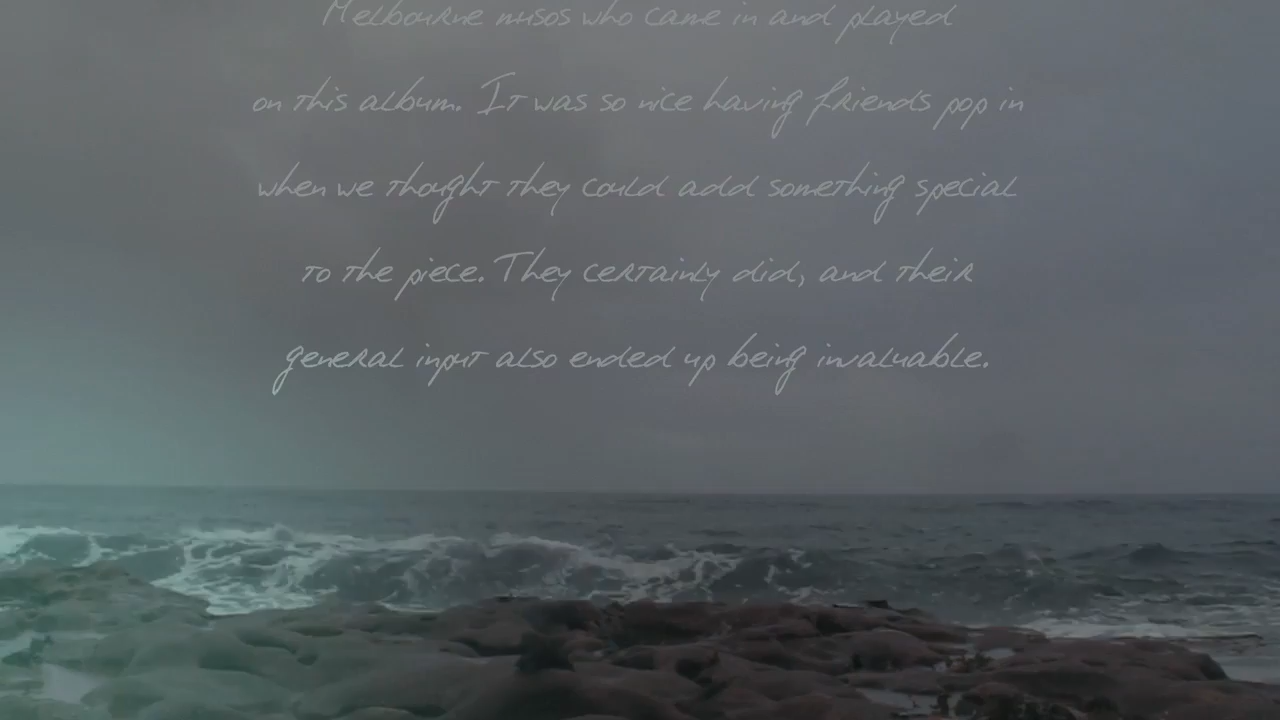 Melbourne musos who came in and played
on this album. It was so nice having friends pop in
when we thought they could add something special
to the piece. They certainly did, and their
general input also ended up being invaluable.